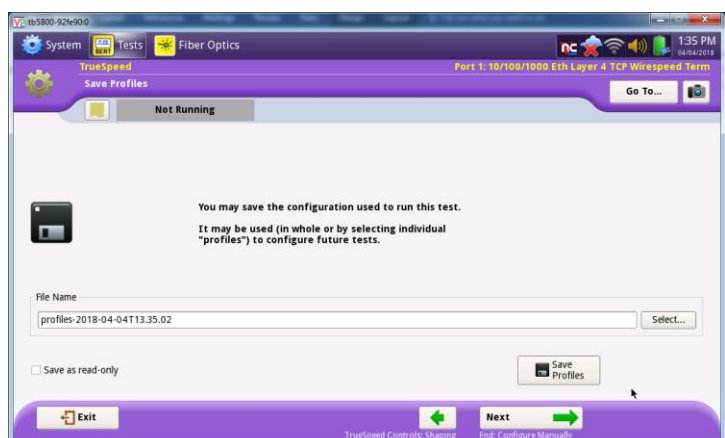 tb5800-92fe90:0
System
BERT
Tests
Fiber Optics
nc
1:35 PM
04/04/2018
TrueSpeed
Port 1: 10/100/1000 Eth Layer 4 TCP Wirespeed Term
Save Profiles
Go To...
Not Running
You may save the configuration used to run this test.
It may be used (in whole or by selecting individual
"profiles") to configure future tests.
File Name
profiles-2018-04-04T13.35.02
Select...
Save as read-only
Save
Profiles
Exit
Next
TrueSpeed Controls: Shaping
End: Configure Manually